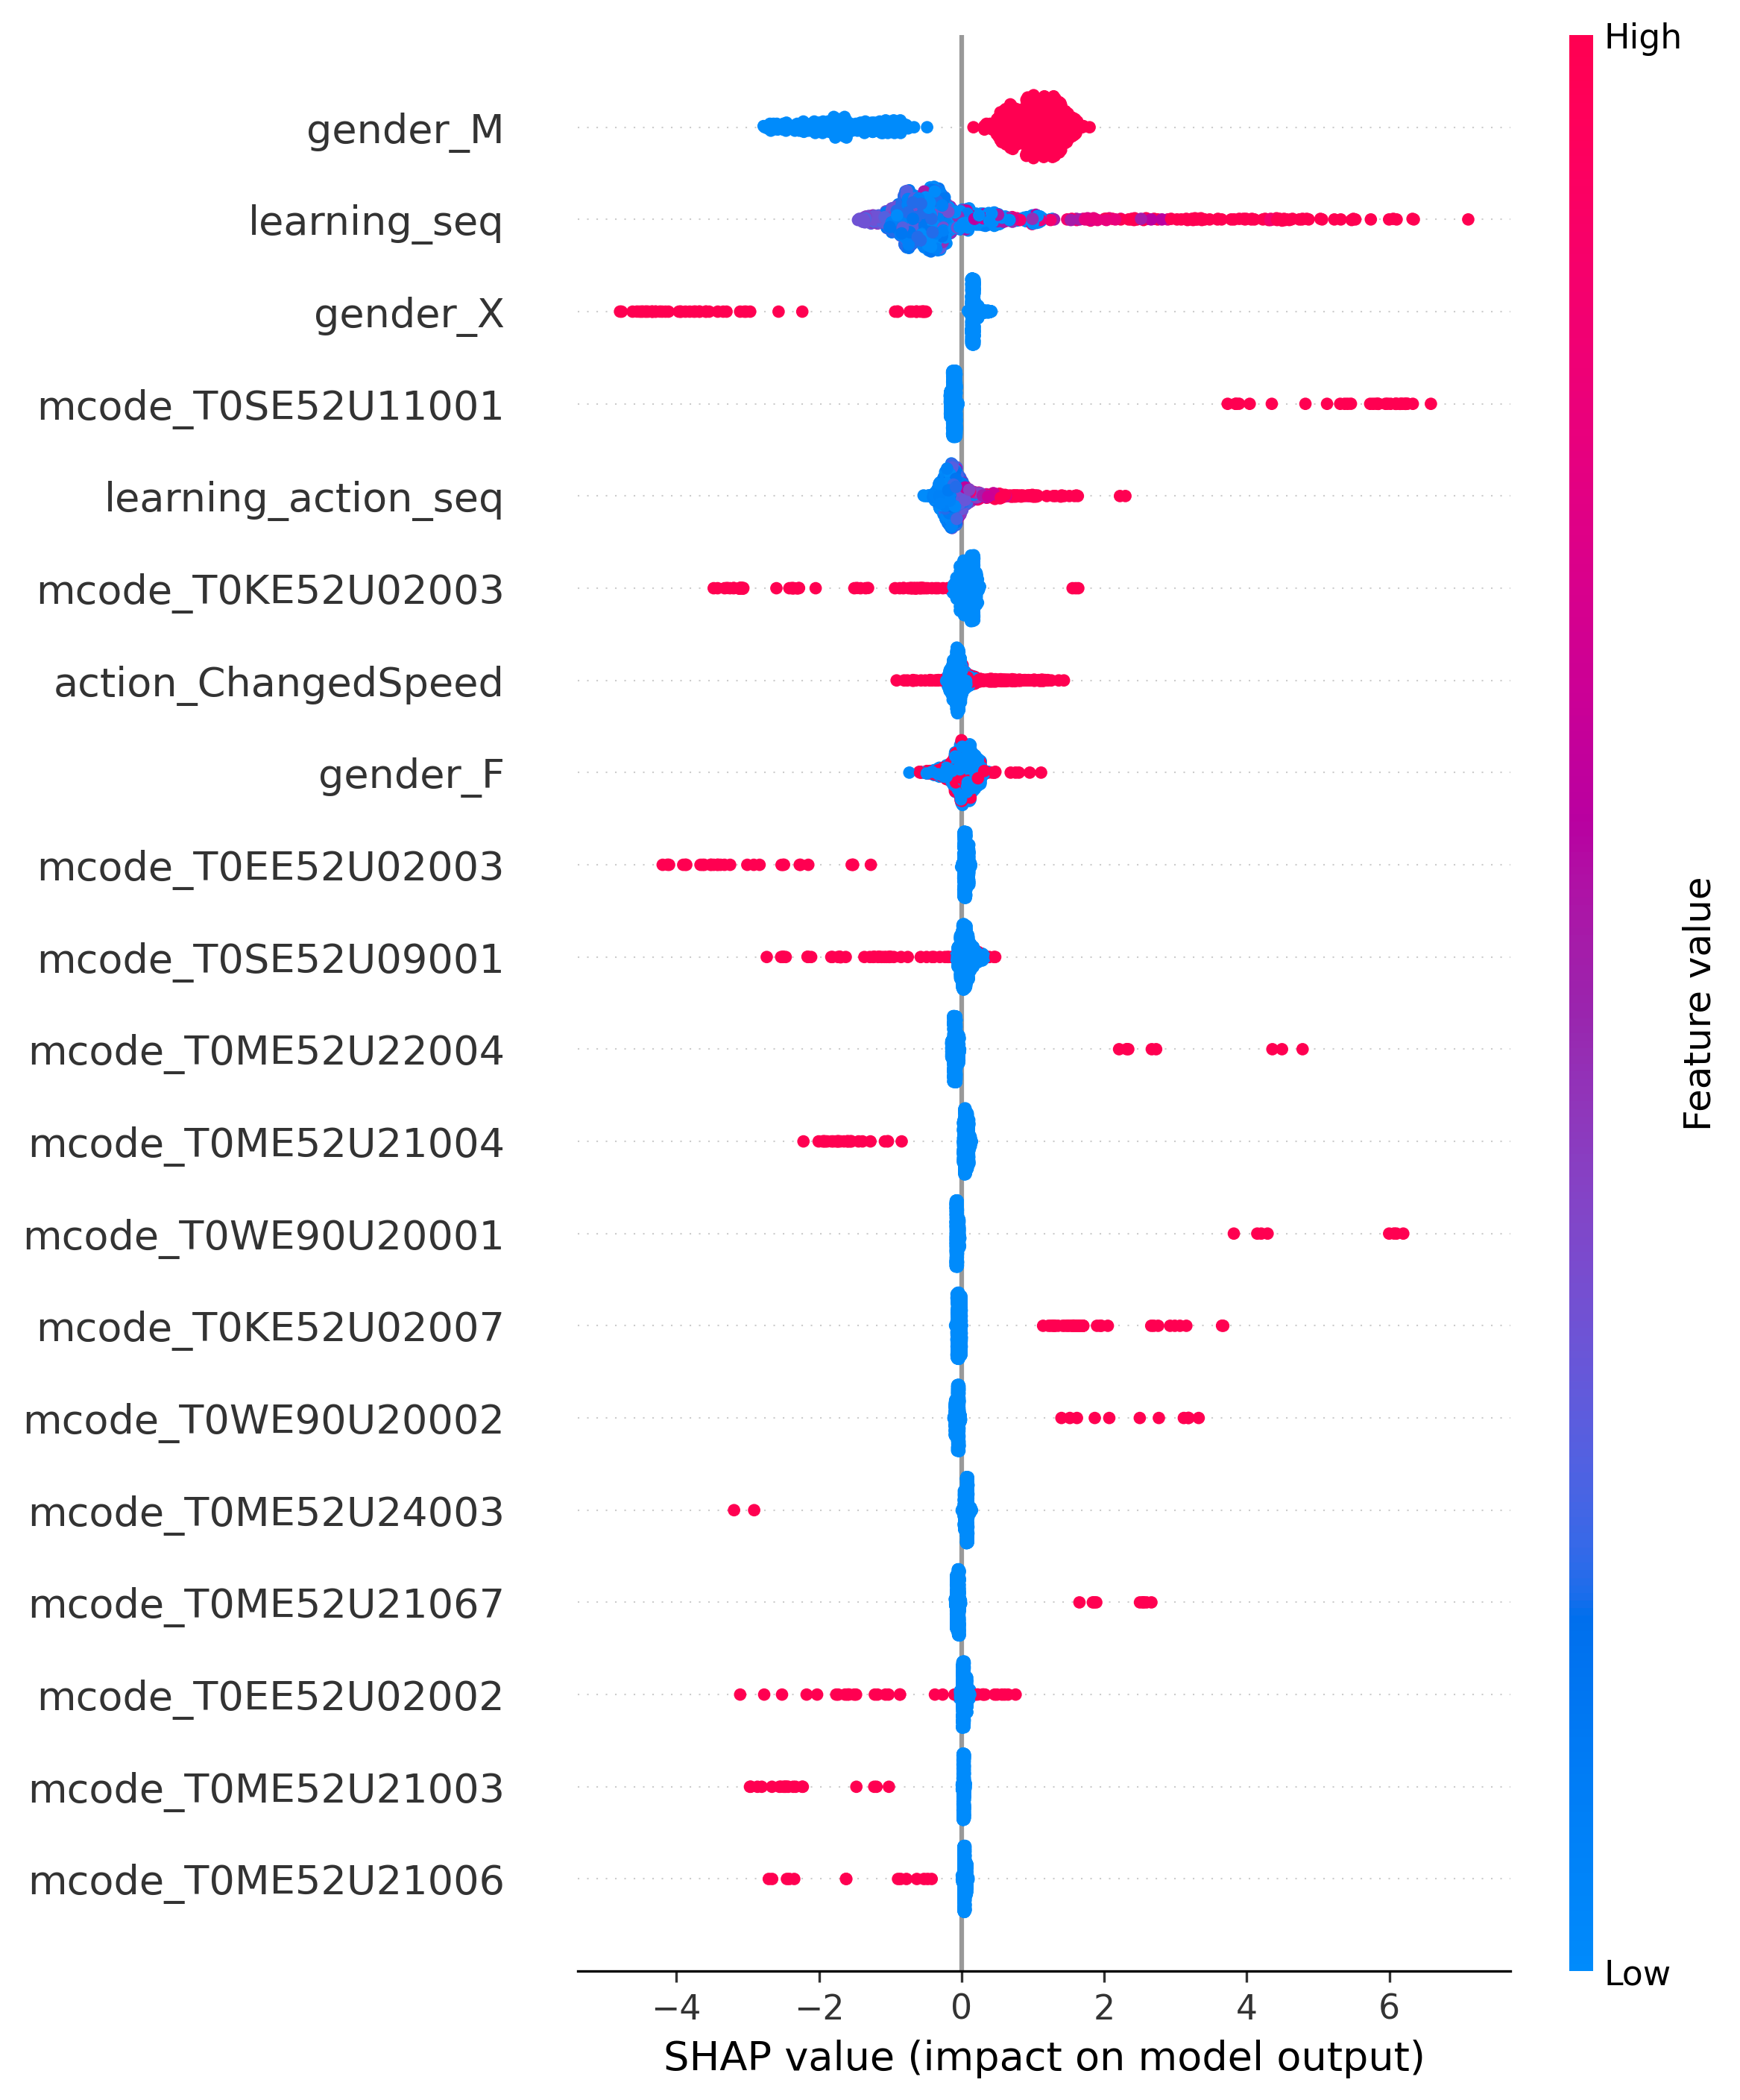 High
gender_M
learning_seq
gender_X
mcode_T0SE52U11001
learning_action_seq
mcode_T0KE52U02003
action_ChangedSpeed
gender_F
mcode_T0EE52U02003
mcode_T0SE52U09001
mcode_T0ME52U22004
mcode_T0ME52U21004
mcode_T0WE90U20001
mcode_T0KE52U02007
mcode_T0WE90U20002
mcode_T0ME52U24003
mcode_T0ME52U21067
mcode_T0EE52U02002
mcode_T0ME52U21003
mcode_T0ME52U21006
Feature value
Low
−4 −2 0 2 4 6
SHAP value (impact on model output)